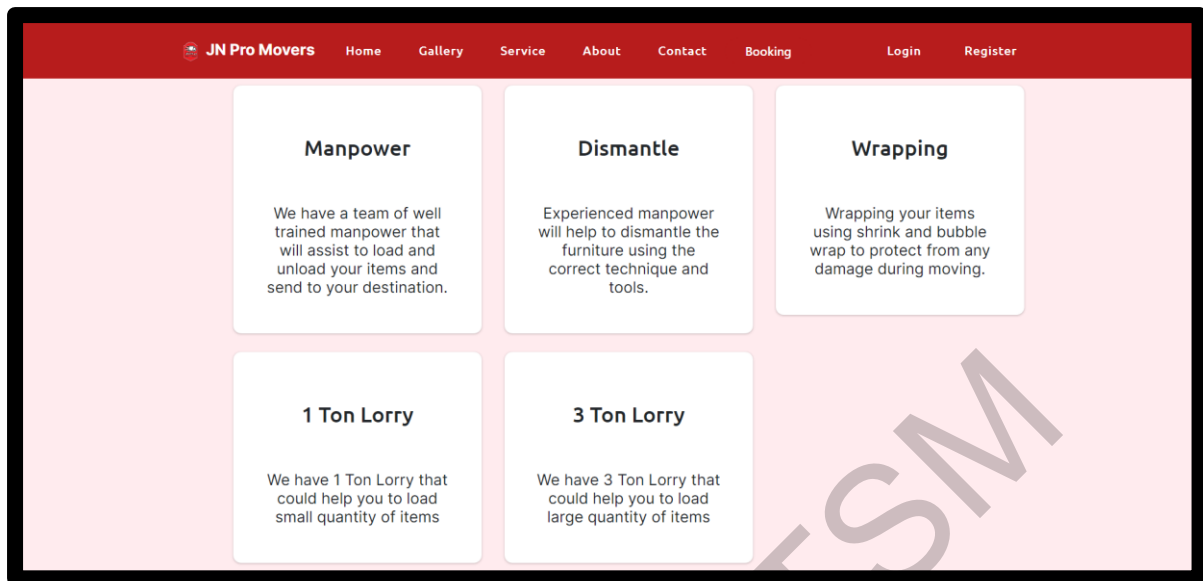 JN Pro Movers Home Gallery Service About Contact Booking Login Register
Manpower
We have a team of well
trained manpower that
will assist to load and
unload your items and
send to your destination.
Dismantle
Experienced manpower
will help to dismantle the
furniture using the
correct technique and
tools.
Wrapping
Wrapping your items
using shrink and bubble
wrap to protect from any
damage during moving.
1 Ton Lorry
We have 1 Ton Lorry that
could help you to load
small quantity of items
3 Ton Lorry
We have 3 Ton Lorry that
could help you to load
large quantity of items
TSM